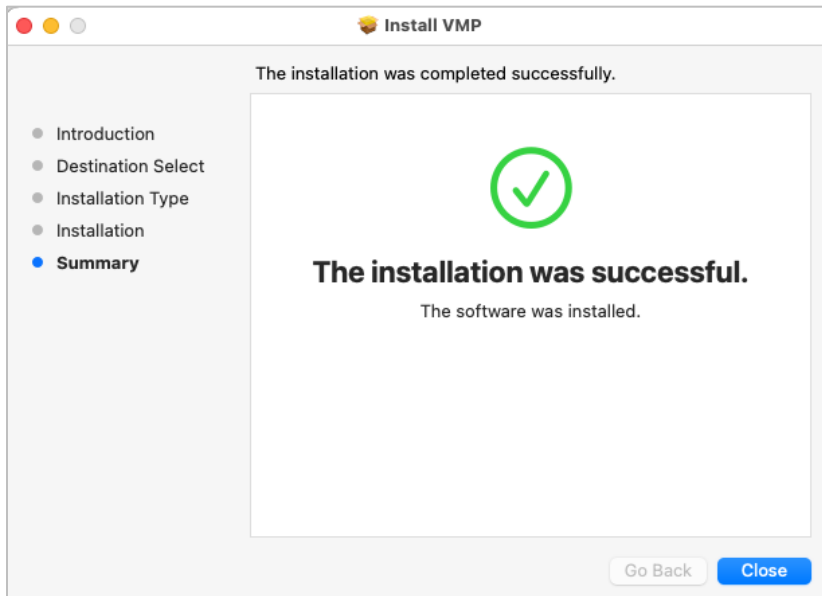 Install VMP
The installation was completed successfully.
Introduction
Destination Select
Installation Type
Installation
Summary
The installation was successful.
The software was installed.
Go Back
Close